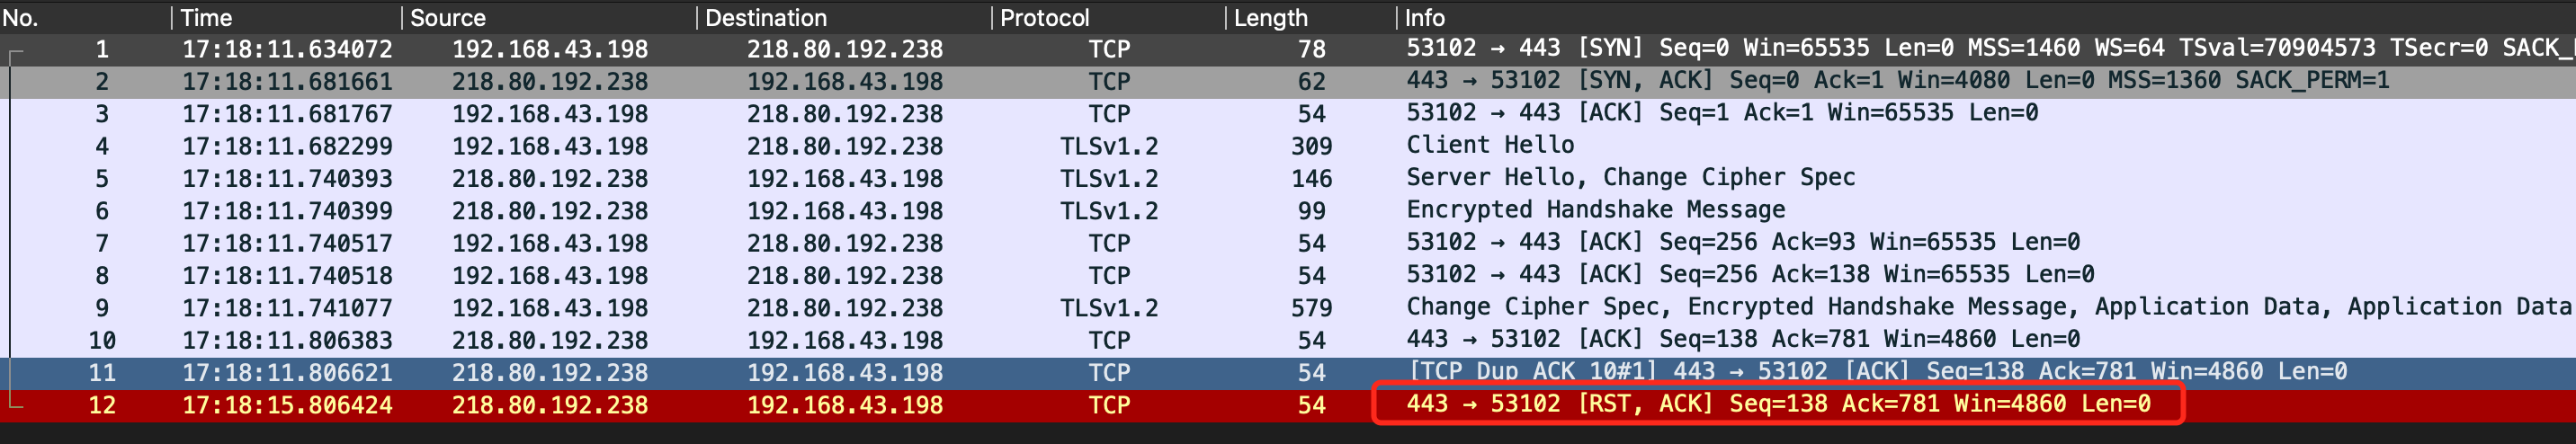 No. Time Source Destination Protocol Length Info
1 17:18:11.634072 192.168.43.198 218.80.192.238 TCP 78 53102 → 443 [SYN] Seq=0 Win=65535 Len=0 MSS=1460 WS=64 TSval=70904573 TSecr=0 SACK_
2 17:18:11.681661 218.80.192.238 192.168.43.198 TCP 62 443 → 53102 [SYN, ACK] Seq=0 Ack=1 Win=4080 Len=0 MSS=1360 SACK_PERM=1
3 17:18:11.681767 192.168.43.198 218.80.192.238 TCP 54 53102 → 443 [ACK] Seq=1 Ack=1 Win=65535 Len=0
4 17:18:11.682299 192.168.43.198 218.80.192.238 TLSv1.2 309 Client Hello
5 17:18:11.740393 218.80.192.238 192.168.43.198 TLSv1.2 146 Server Hello, Change Cipher Spec
6 17:18:11.740399 218.80.192.238 192.168.43.198 TLSv1.2 99 Encrypted Handshake Message
7 17:18:11.740517 192.168.43.198 218.80.192.238 TCP 54 53102 → 443 [ACK] Seq=256 Ack=93 Win=65535 Len=0
8 17:18:11.740518 192.168.43.198 218.80.192.238 TCP 54 53102 → 443 [ACK] Seq=256 Ack=138 Win=65535 Len=0
9 17:18:11.741077 192.168.43.198 218.80.192.238 TLSv1.2 579 Change Cipher Spec, Encrypted Handshake Message, Application Data, Application Data
10 17:18:11.806383 218.80.192.238 192.168.43.198 TCP 54 443 → 53102 [ACK] Seq=138 Ack=781 Win=4860 Len=0
11 17:18:11.806621 218.80.192.238 192.168.43.198 TCP 54 [TCP Dup ACK 10#1] 443 → 53102 [ACK] Seq=138 Ack=781 Win=4860 Len=0
12 17:18:15.806424 218.80.192.238 192.168.43.198 TCP 54 443 → 53102 [RST, ACK] Seq=138 Ack=781 Win=4860 Len=0